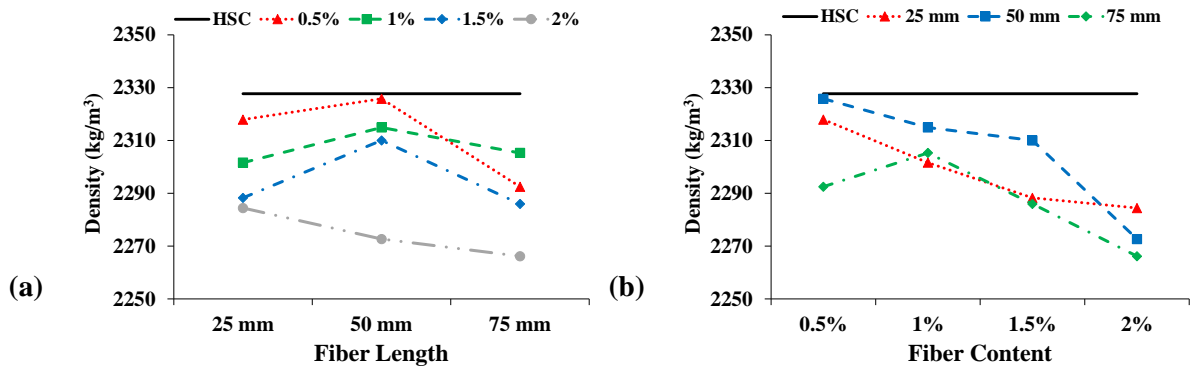 HSC 0.5% 1% 1.5% 2%
2350
2330
2310
2290
2270
2250
Density (kg/m³)
25 mm 50 mm 75 mm
Fiber Length
(a)
HSC 25 mm 50 mm 75 mm
2350
2330
2310
2290
2270
2250
Density (kg/m³)
0.5% 1% 1.5% 2%
Fiber Content
(b)